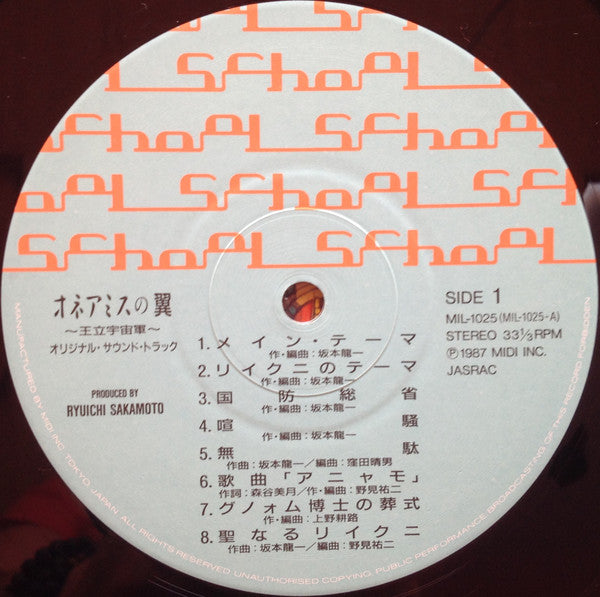 School School
School School
School School
School School
School School
オネアミスの翼
～王立宇宙軍～
オリジナル・サウンド・トラック
PRODUCED BY
RYUICHI SAKAMOTO
SIDE 1
MIL-1025 (MIL-1025-A)
STEREO 33⅓RPM
Ⓟ1987 MIDI INC.
JASRAC
1.メイン・テーマ
作・編曲：坂本龍一
2.リイクニのテーマ
作・編曲：坂本龍一
3.国防総省
作・編曲：坂本龍一
4.喧騒
作・編曲：坂本龍一
5.無駄
作曲：坂本龍一／編曲：窪田晴男
6.歌曲「アニャモ」
作詞：森谷美月／作・編曲：野見祐二
7.グノォム博士の葬式
作・編曲：上野耕路
8.聖なるリイクニ
作曲：坂本龍一／編曲：野見祐二
MANUFACTURED BY MIDI INC. TOKYO JAPAN ALL RIGHTS RESERVED UNAUTHORISED COPYING, PUBLIC PERFORMANCE, BROADCASTING OF THIS RECORD FORBIDDEN.